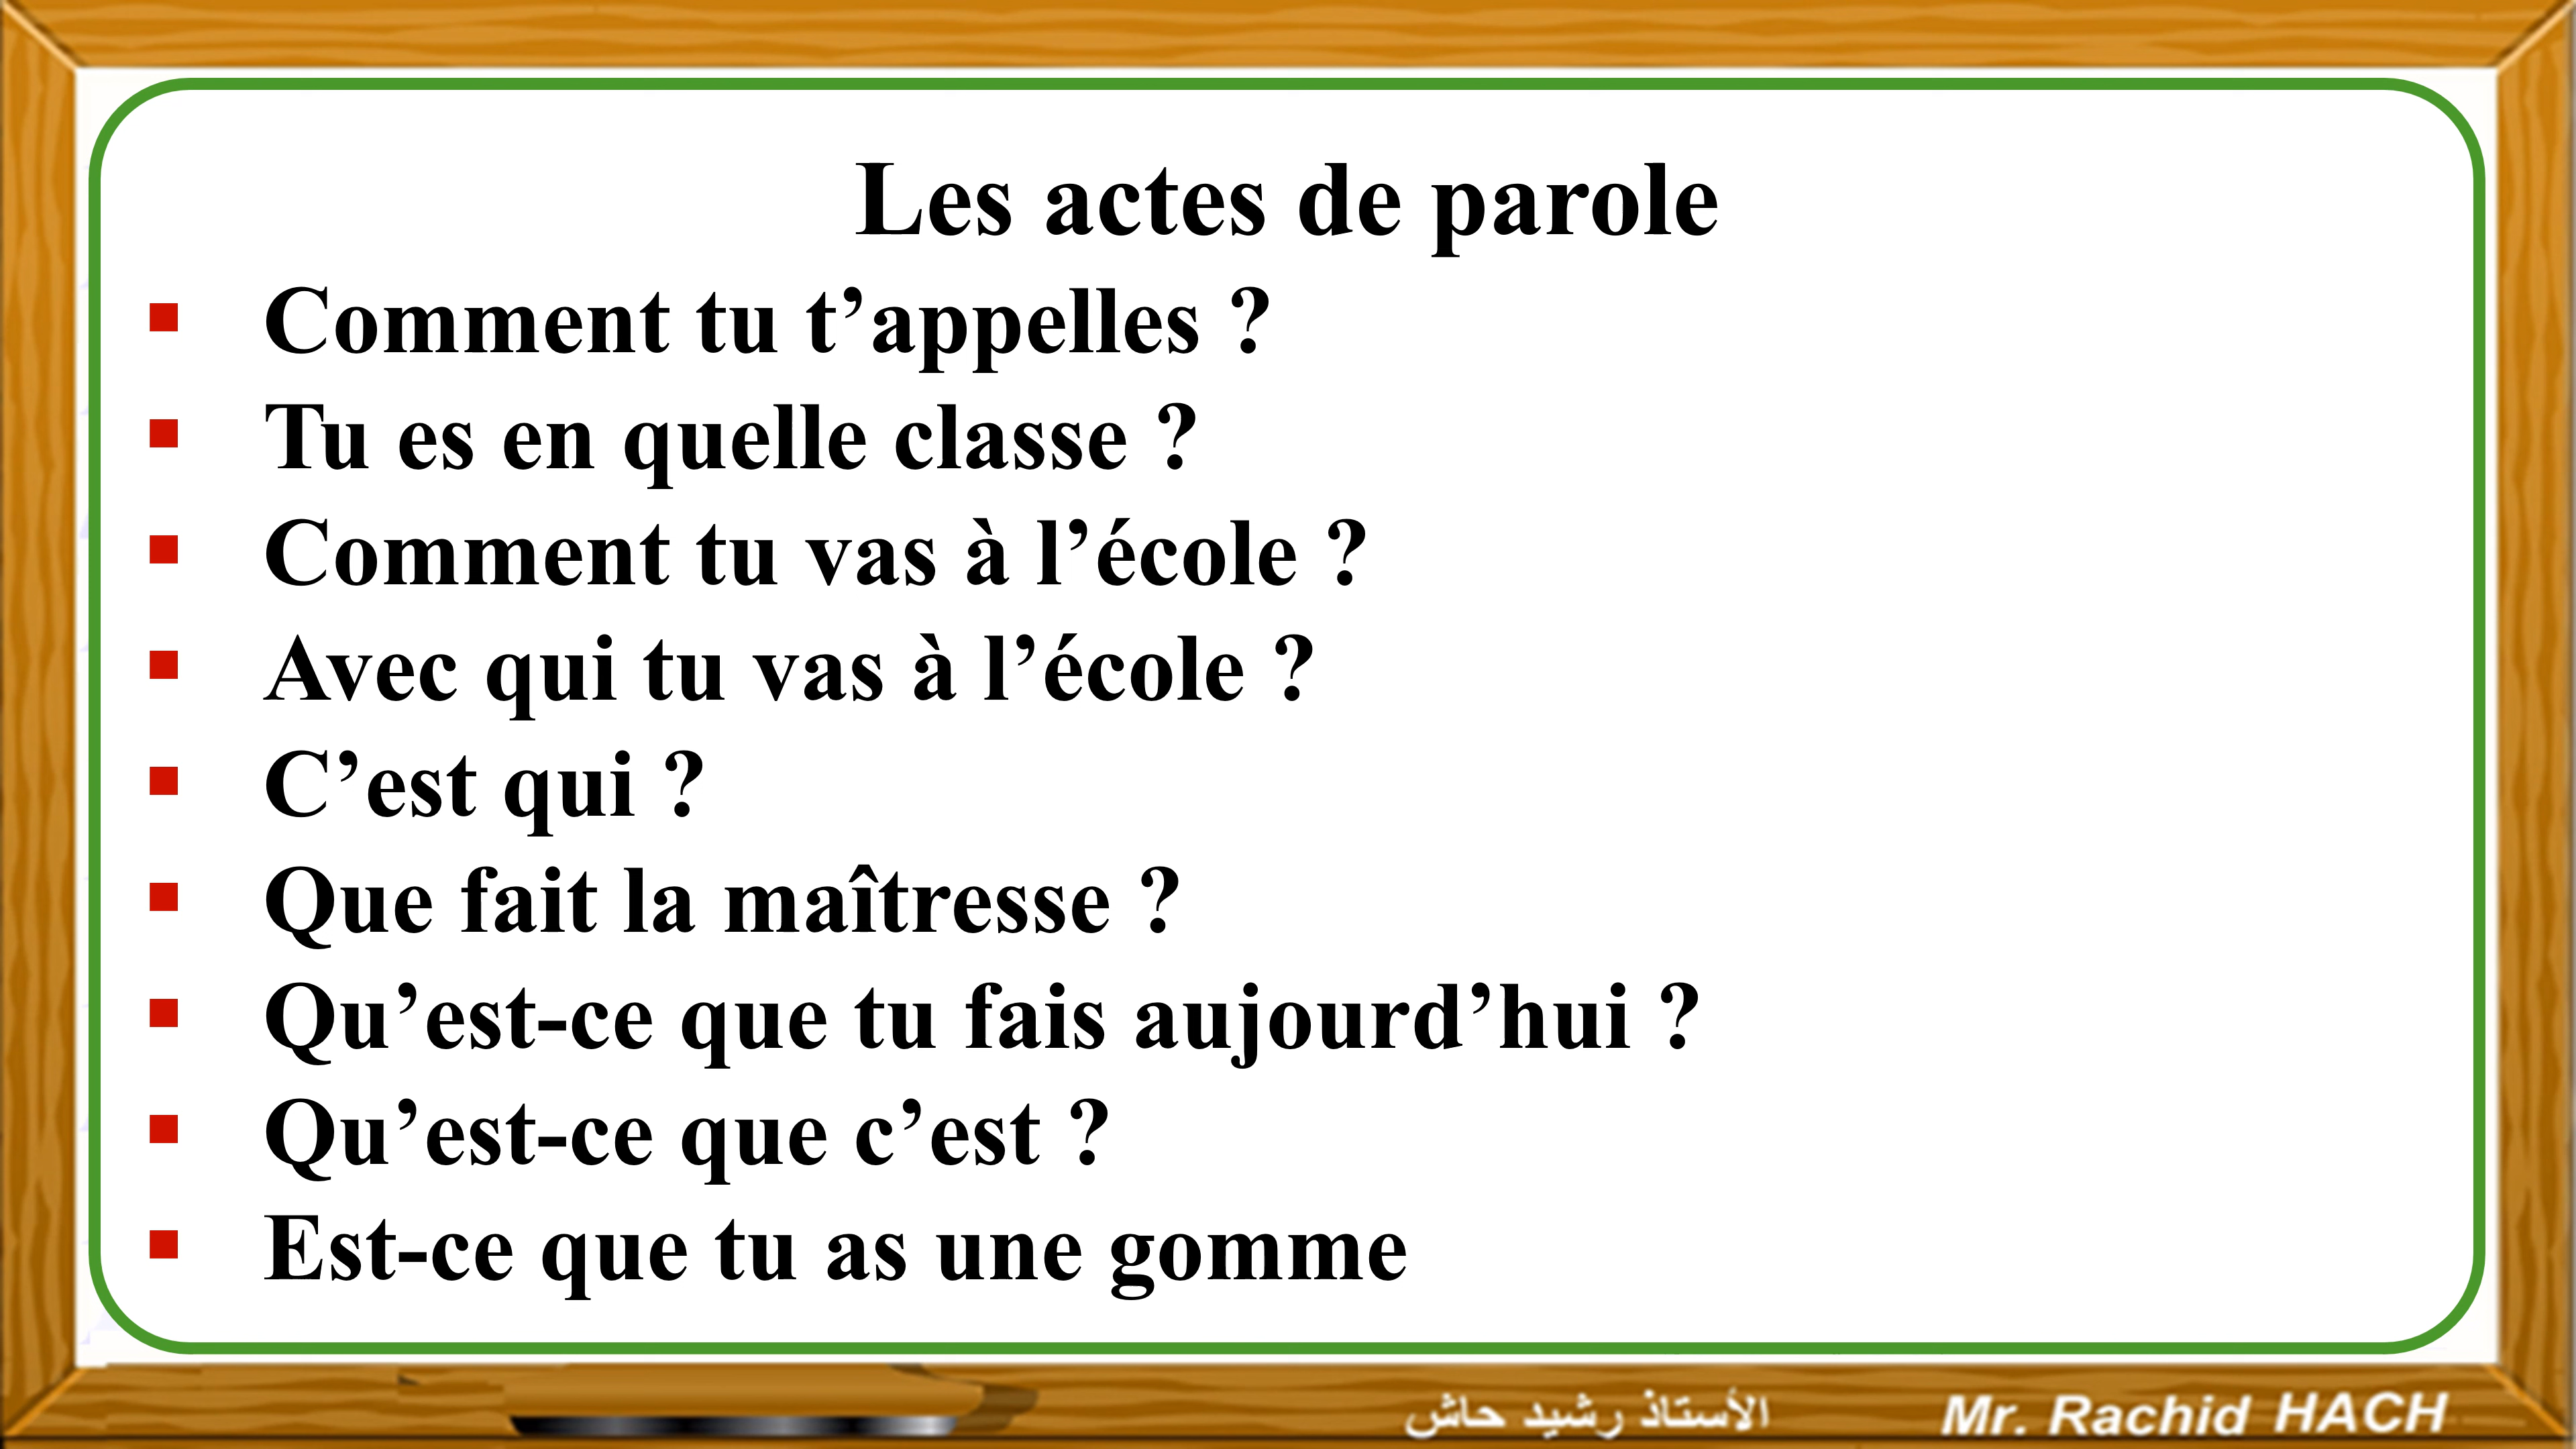 Les actes de parole
▪ Comment tu t’appelles ?
▪ Tu es en quelle classe ?
▪ Comment tu vas à l’école ?
▪ Avec qui tu vas à l’école ?
▪ C’est qui ?
▪ Que fait la maîtresse ?
▪ Qu’est-ce que tu fais aujourd’hui ?
▪ Qu’est-ce que c’est ?
▪ Est-ce que tu as une gomme
الأستاذ رشيد حاش
Mr. Rachid HACH